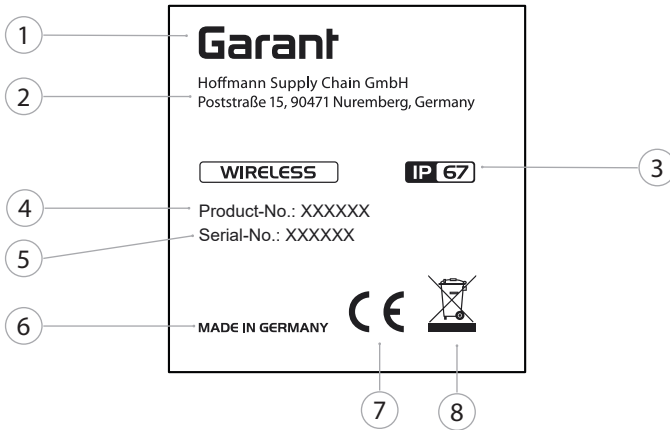 1
Garant
2
Hoffmann Supply Chain GmbH
Poststraße 15, 90471 Nuremberg, Germany
WIRELESS
IP 67
3
4
Product-No.: XXXXXX
5
Serial-No.: XXXXXX
6
MADE IN GERMANY
CE
7
8